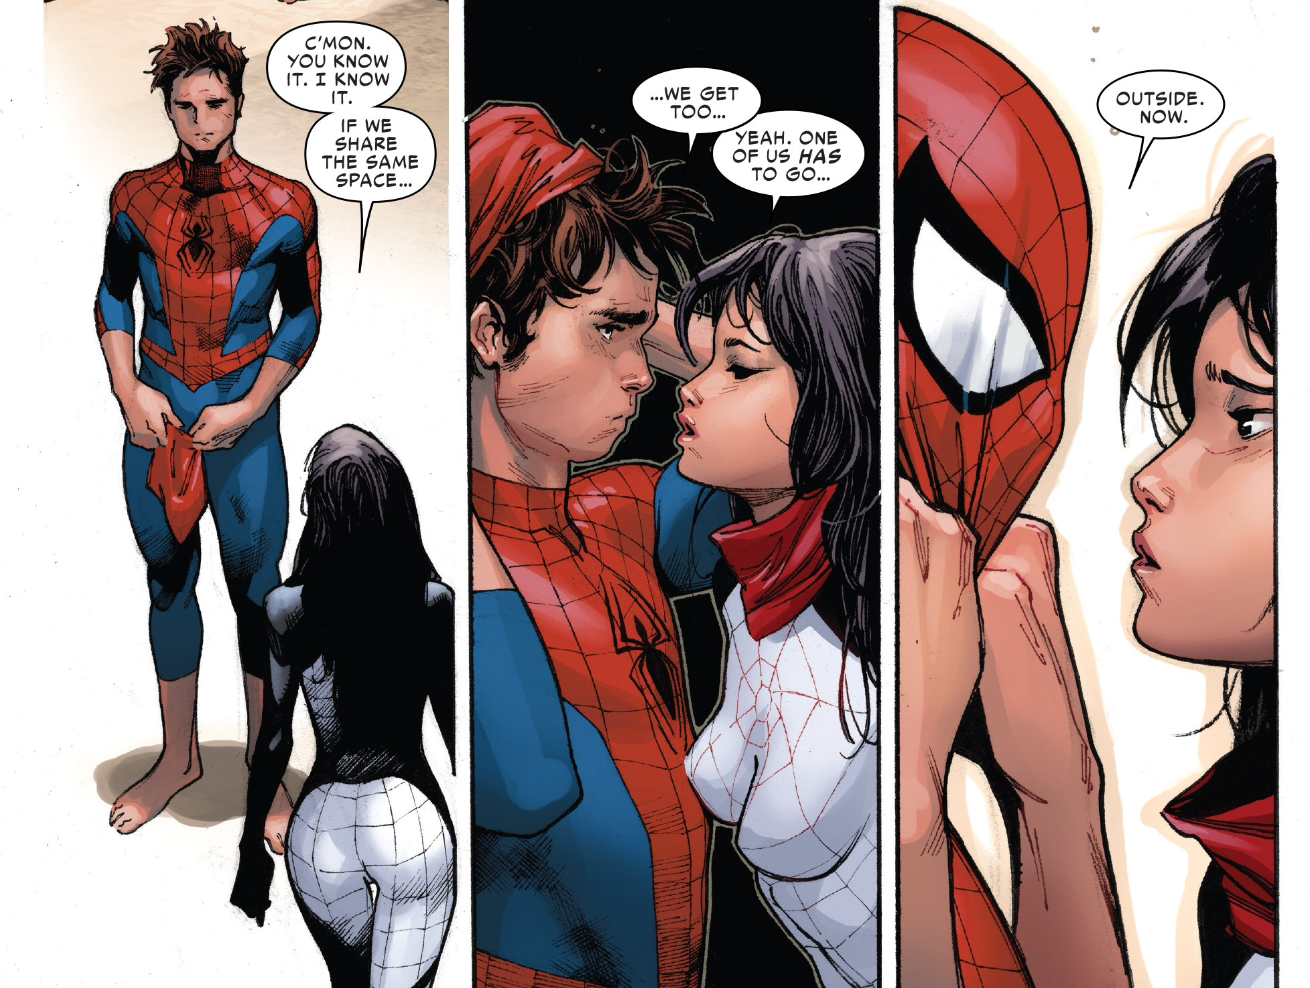 C'MON.
YOU KNOW
IT. I KNOW
IT.
IF WE
SHARE
THE SAME
SPACE...
...WE GET
TOO...
YEAH. ONE
OF US HAS
TO GO...
OUTSIDE.
NOW.